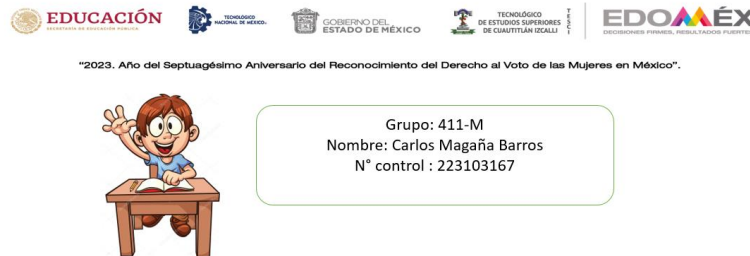 EDUCACIÓN
SECRETARÍA DE EDUCACIÓN PÚBLICA
TECNOLÓGICO
NACIONAL DE MÉXICO
GOBIERNO DEL
ESTADO DE MÉXICO
TECNOLÓGICO
DE ESTUDIOS SUPERIORES
DE CUAUTITLÁN IZCALLI
TESCI
EDOMÉX
DECISIONES FIRMES, RESULTADOS FUERTES
“2023. Año del Septuagésimo Aniversario del Reconocimiento del Derecho al Voto de las Mujeres en México”.
Grupo: 411-M
Nombre: Carlos Magaña Barros
N° control : 223103167